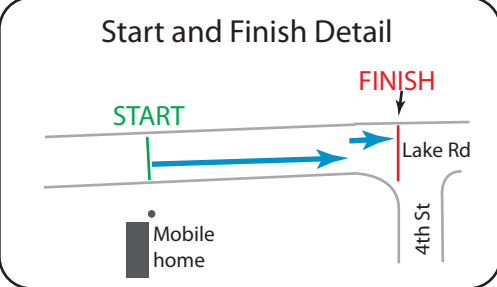 Start and Finish Detail
FINISH
START
Lake Rd
4th St
Mobile
home